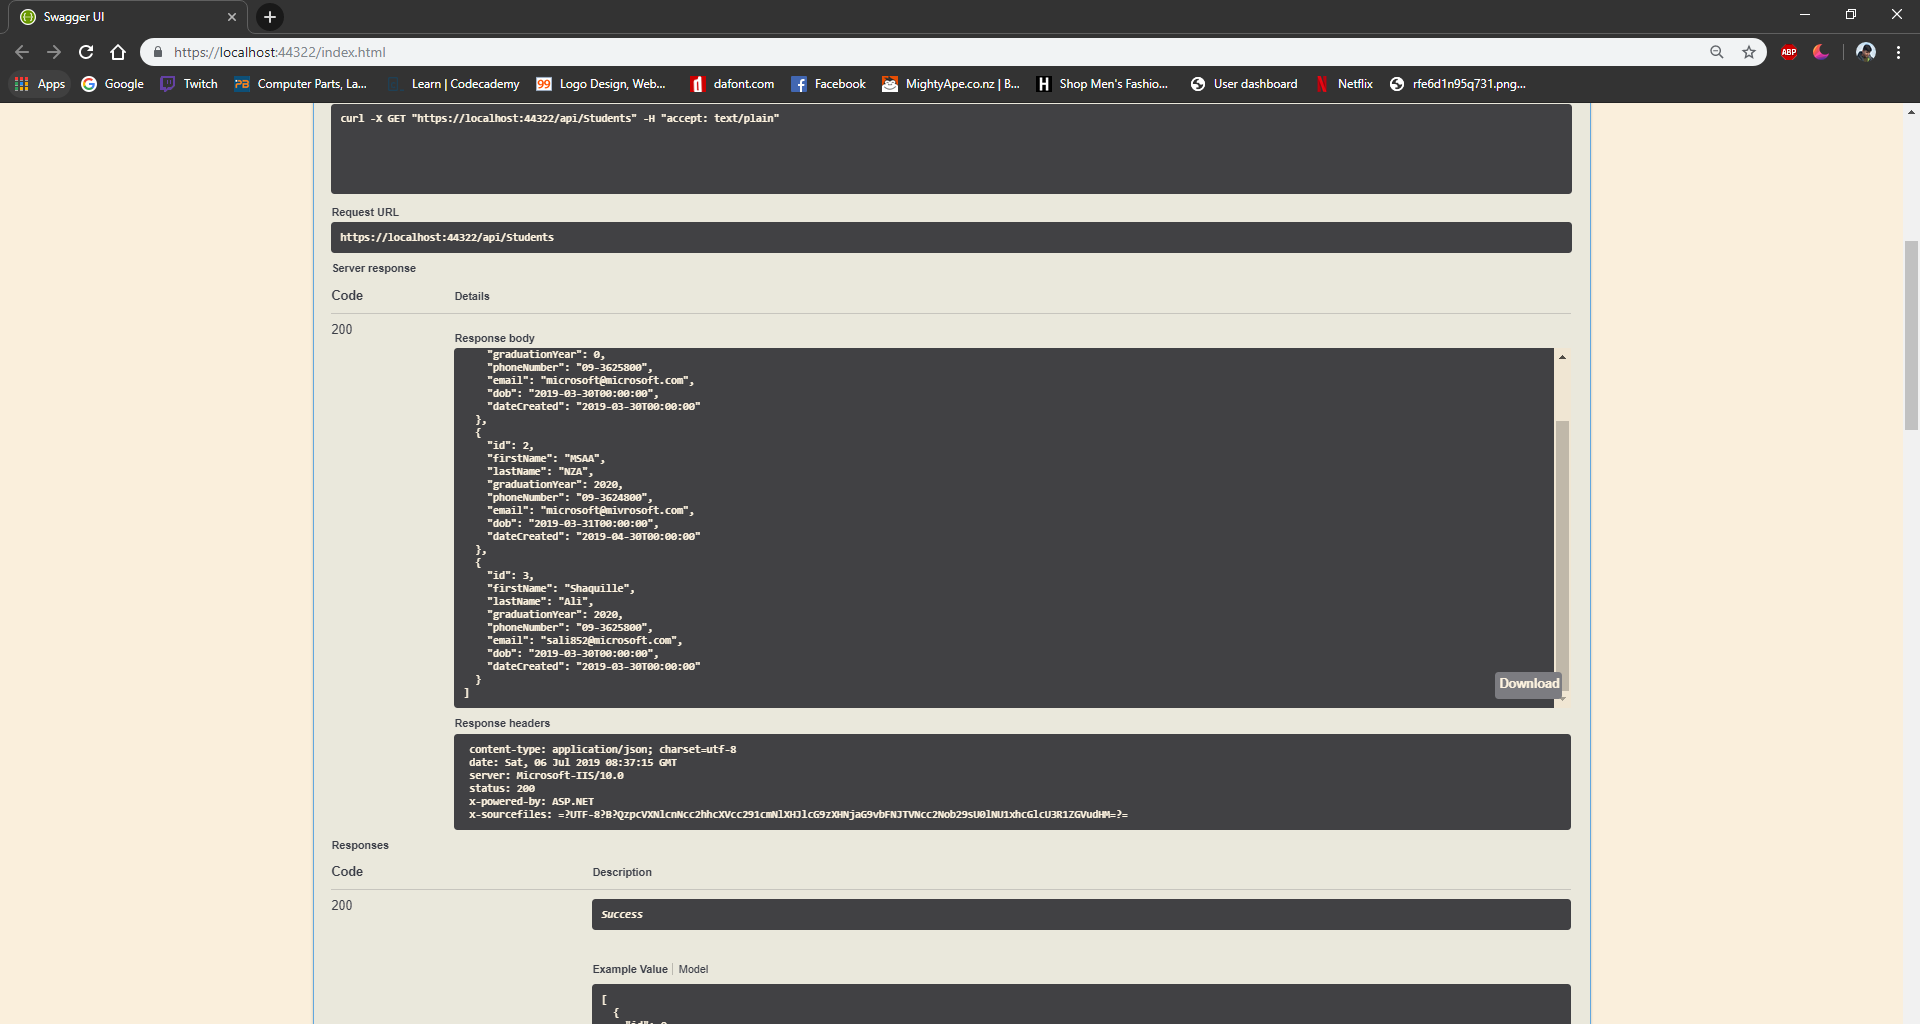 Swagger UI
https://localhost:44322/index.html
ABP
Apps Google Twitch PB Computer Parts, La... Learn | Codecademy 99 Logo Design, Web... dafont.com Facebook MightyApe.co.nz | B... Shop Men's Fashio... User dashboard Netflix rfe6d1n95q731.png...
curl -X GET "https://localhost:44322/api/Students" -H "accept: text/plain"
Request URL
https://localhost:44322/api/Students
Server response
Code Details
200
Response body
"graduationYear": 0,
"phoneNumber": "09-3625800",
"email": "microsoft@microsoft.com",
"dob": "2019-03-30T00:00:00",
"dateCreated": "2019-03-30T00:00:00"
},
{
"id": 2,
"firstName": "MSAA",
"lastName": "NZA",
"graduationYear": 2020,
"phoneNumber": "09-3624800",
"email": "microsoft@mivrosoft.com",
"dob": "2019-03-31T00:00:00",
"dateCreated": "2019-04-30T00:00:00"
},
{
"id": 3,
"firstName": "Shaquille",
"lastName": "Ali",
"graduationYear": 2020,
"phoneNumber": "09-3625800",
"email": "sali852@microsoft.com",
"dob": "2019-03-30T00:00:00",
"dateCreated": "2019-03-30T00:00:00"
}
]
Download
Response headers
content-type: application/json; charset=utf-8
date: Sat, 06 Jul 2019 08:37:15 GMT
server: Microsoft-IIS/10.0
status: 200
x-powered-by: ASP.NET
x-sourcefiles: =?UTF-8?B?QzpcVXNlcnNcc2hhcXVcc291cmNlXHJlcG9zXHNjaG9vbFNJTVNcc2Nob29sU0lNU1xhcGlcU3R1ZGVudHM=?=
Responses
Code Description
200
Success
Example Value Model
[
{